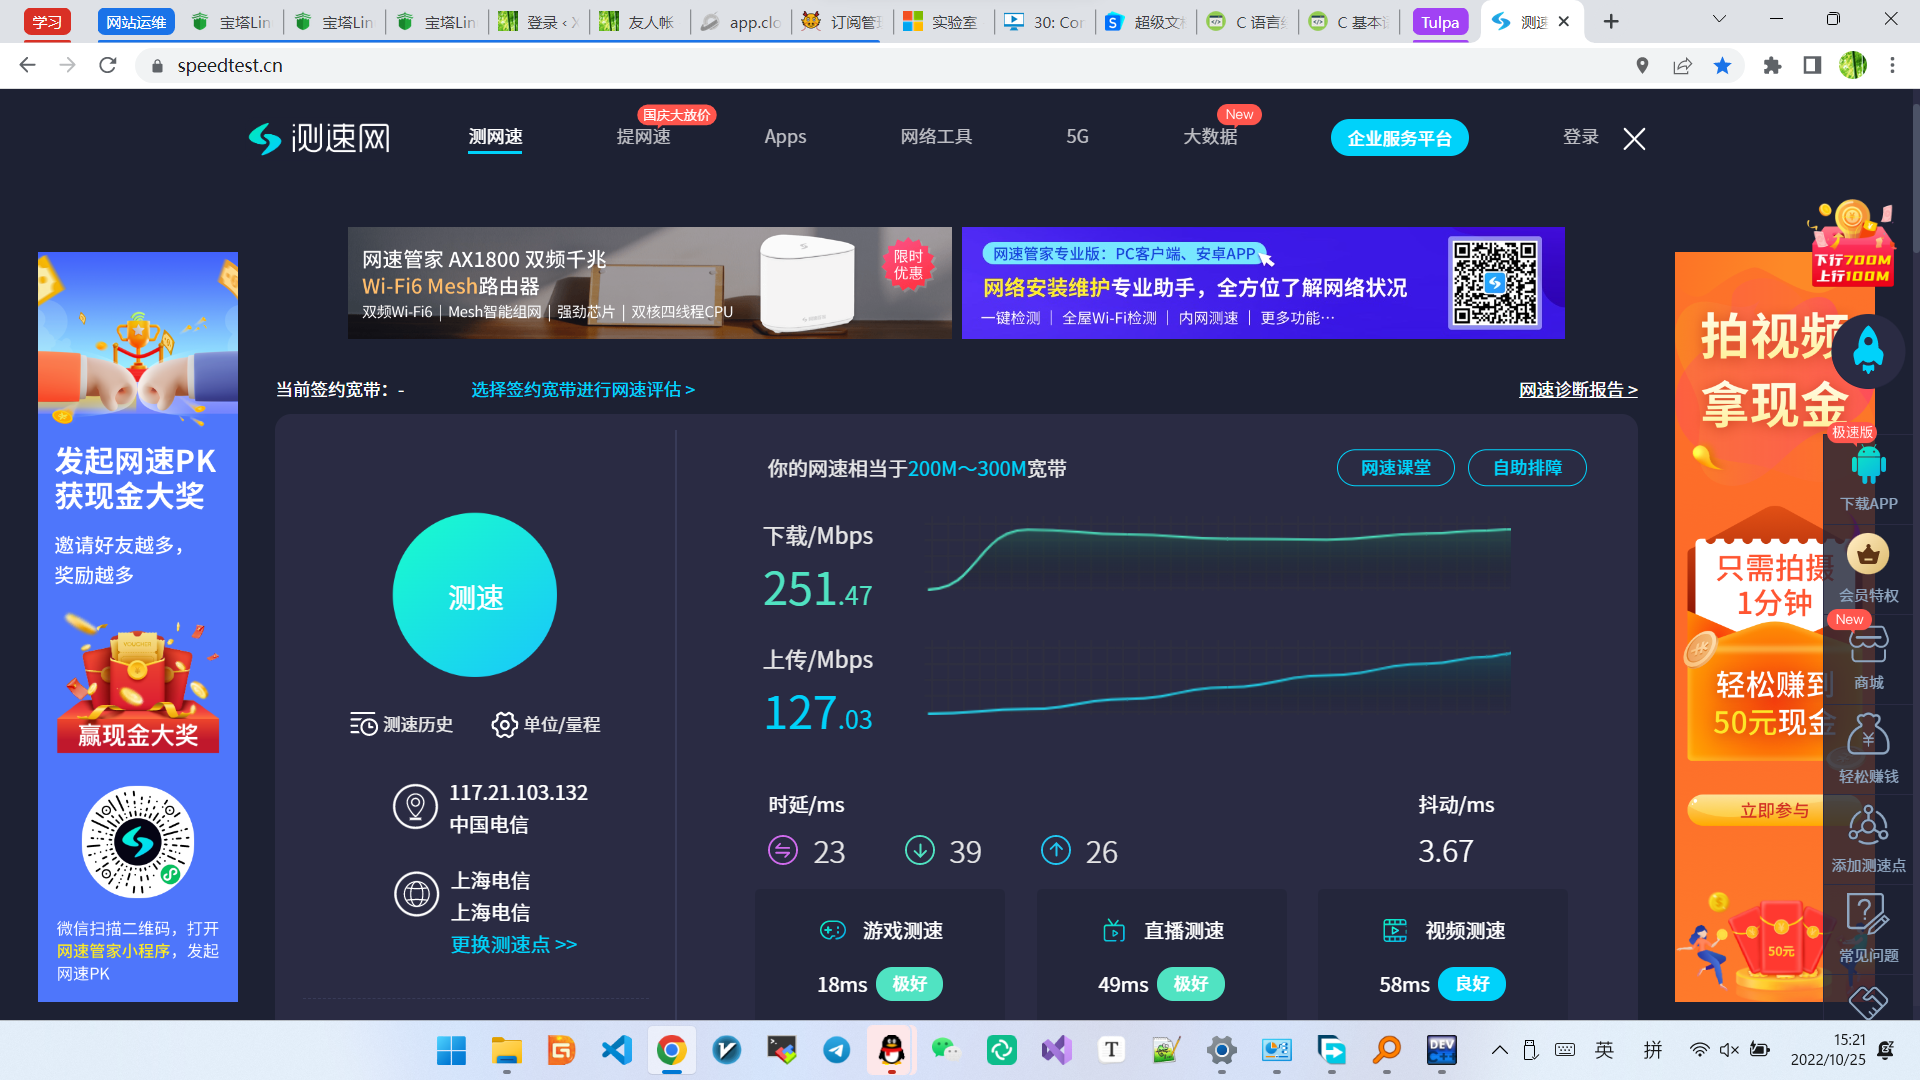 学习
网站运维
宝塔Lin
宝塔Lin
宝塔Lin
登录 ‹ X
友人帐
app.clo
订阅管理
实验室
30: Cor
超级文
C 语言
C 基本
Tulpa
测速
speedtest.cn
测速网
测网速
国庆大放价
提网速
Apps
网络工具
5G
New
大数据
企业服务平台
登录
网速管家 AX1800 双频千兆
Wi-Fi6 Mesh路由器
双频Wi-Fi6 | Mesh智能组网 | 强劲芯片 | 双核四线程CPU
限时
优惠
网速管家专业版：PC客户端、安卓APP
网络安装维护专业助手，全方位了解网络状况
一键检测 | 全屋Wi-Fi检测 | 内网测速 | 更多功能···
当前签约宽带：-
选择签约宽带进行网速评估 >
网速诊断报告 >
发起网速PK
获现金大奖
邀请好友越多，
奖励越多
VOUCHER
赢现金大奖
微信扫描二维码，打开
网速管家小程序，发起
网速PK
测速
测速历史
单位/量程
117.21.103.132
中国电信
上海电信
上海电信
更换测速点 >>
你的网速相当于200M～300M宽带
网速课堂
自助排障
下载/Mbps
251.47
上传/Mbps
127.03
时延/ms
23
39
26
抖动/ms
3.67
游戏测速
18ms
极好
直播测速
49ms
极好
视频测速
58ms
良好
下行700M
上行100M
拍视频
拿现金
只需拍摄
1分钟
轻松赚到
50元现金
立即参与
50元
极速版
下载APP
会员特权
New
商城
轻松赚钱
添加测速点
常见问题
DEV
C++
T
英
拼
15:21
2022/10/25